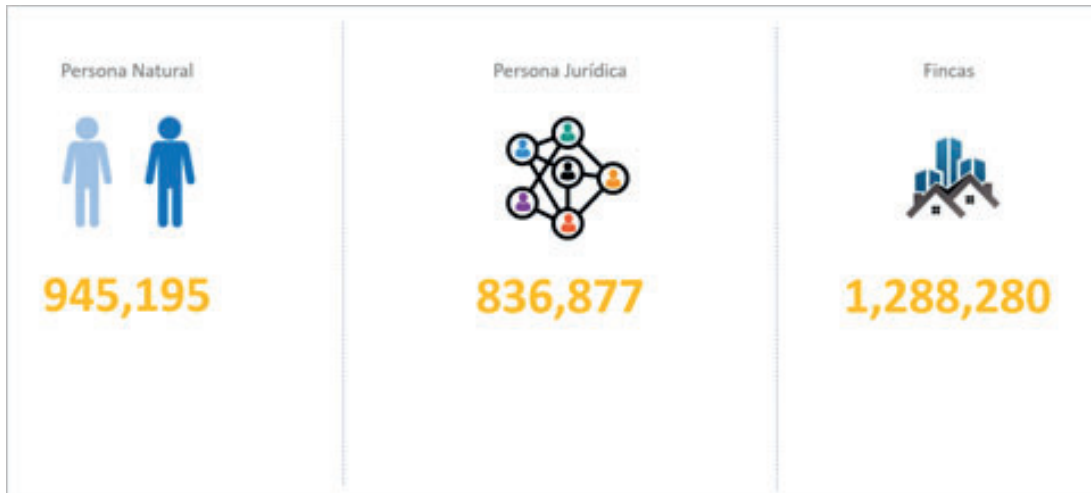 Persona Natural
945,195
Persona Jurídica
836,877
Fincas
1,288,280